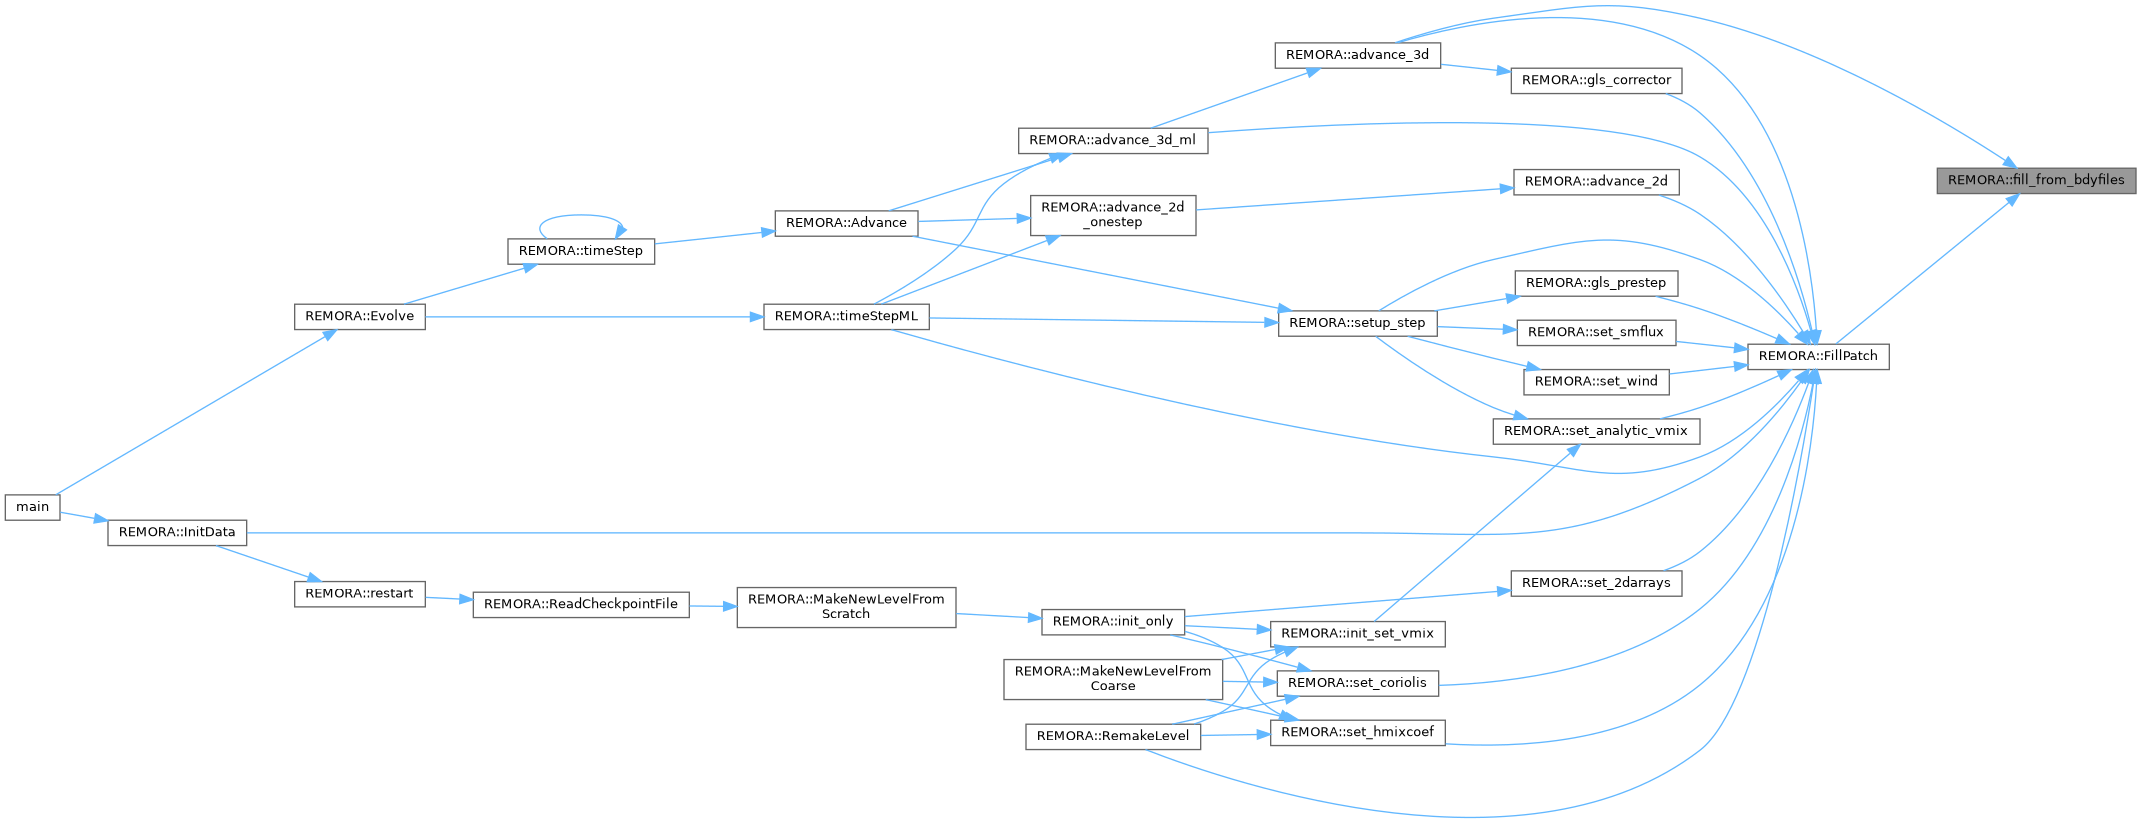 REMORA::advance_3d
REMORA::gls_corrector
REMORA::advance_3d_ml
REMORA::fill_from_bdyfiles
REMORA::advance_2d
REMORA::advance_2d
_onestep
REMORA::Advance
REMORA::timeStep
REMORA::gls_prestep
REMORA::Evolve
REMORA::timeStepML
REMORA::setup_step
REMORA::set_smflux
REMORA::FillPatch
REMORA::set_wind
REMORA::set_analytic_vmix
main
REMORA::InitData
REMORA::restart
REMORA::ReadCheckpointFile
REMORA::MakeNewLevelFrom
Scratch
REMORA::set_2darrays
REMORA::init_only
REMORA::init_set_vmix
REMORA::MakeNewLevelFrom
Coarse
REMORA::set_coriolis
REMORA::RemakeLevel
REMORA::set_hmixcoef